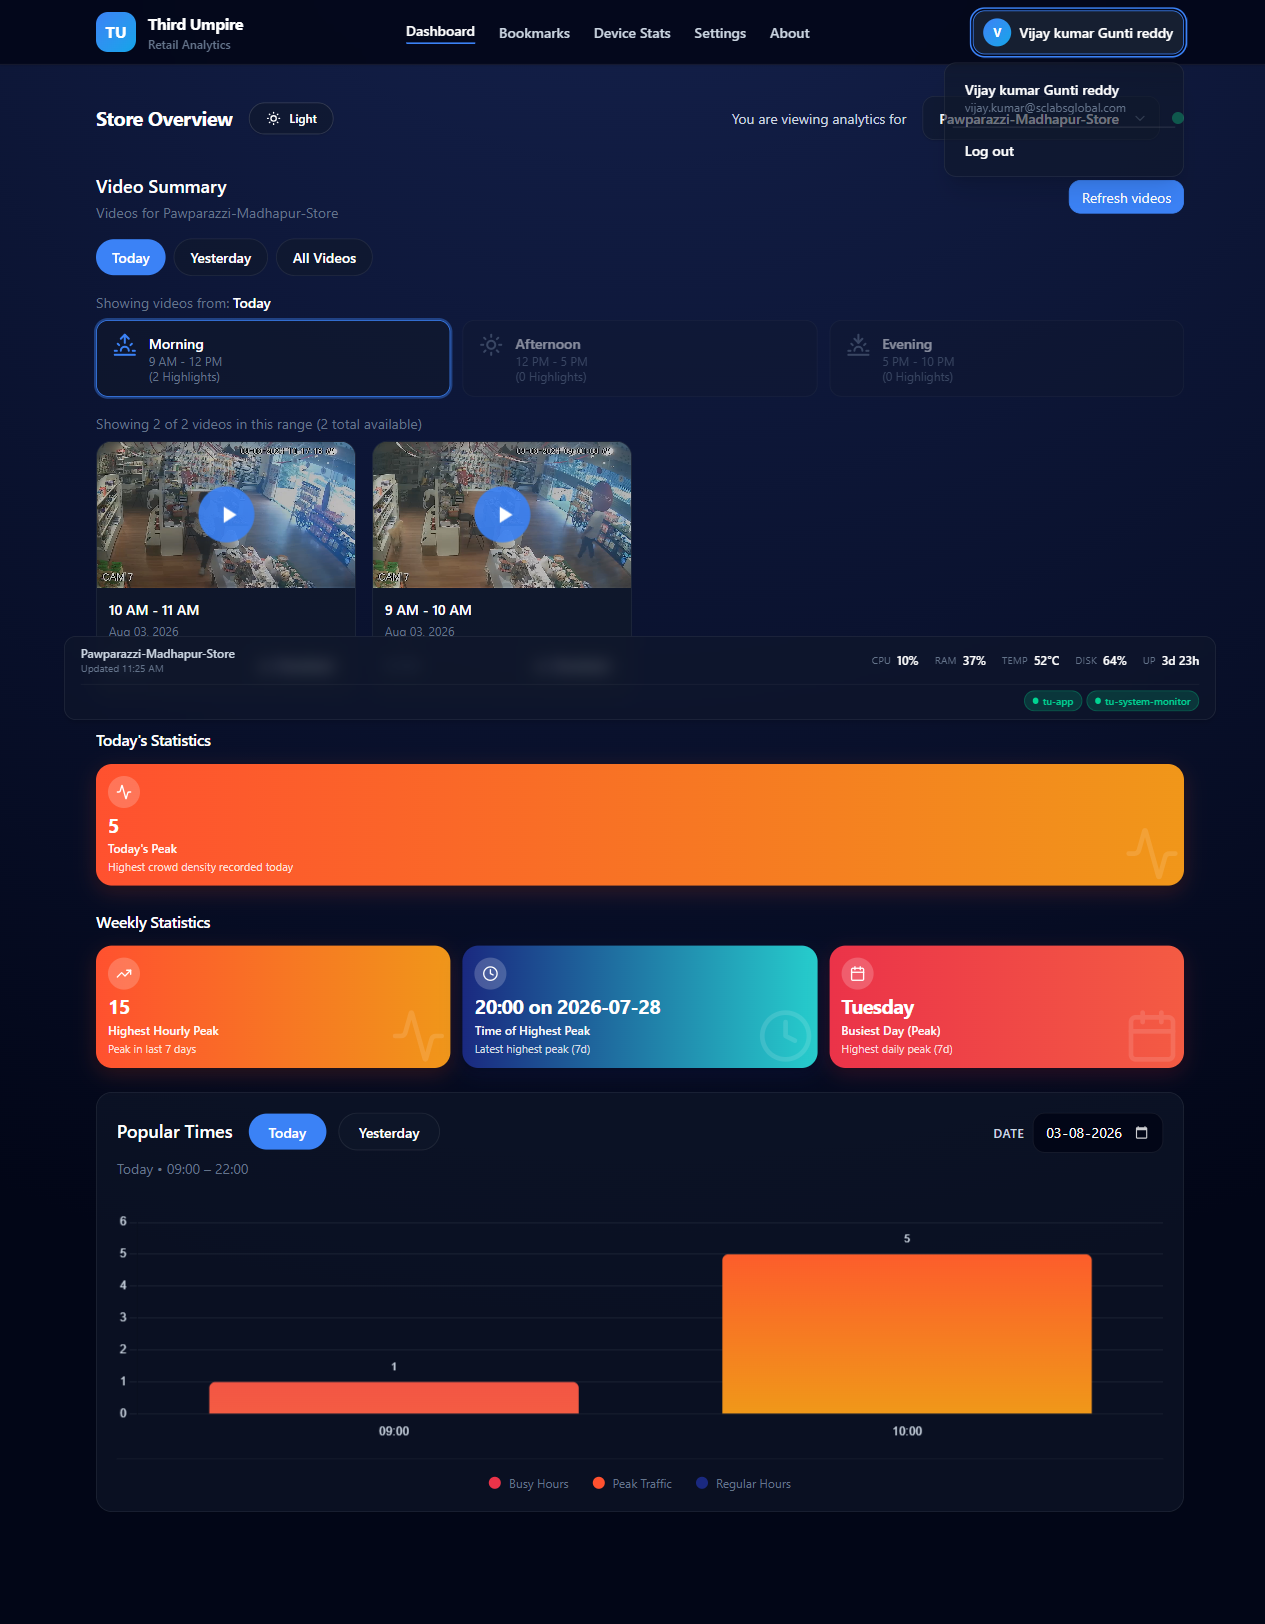 TU
Third Umpire
Retail Analytics
Dashboard
Bookmarks
Device Stats
Settings
About
V
Vijay kumar Gunti reddy
Vijay kumar Gunti reddy
vijay.kumar@sclabsglobal.com
Log out
Store Overview
Light
You are viewing analytics for
Pawparazzi-Madhapur-Store
Video Summary
Videos for Pawparazzi-Madhapur-Store
Refresh videos
Today
Yesterday
All Videos
Showing videos from: Today
Morning
9 AM - 12 PM
(2 Highlights)
Afternoon
12 PM - 5 PM
(0 Highlights)
Evening
5 PM - 10 PM
(0 Highlights)
Showing 2 of 2 videos in this range (2 total available)
CAM 7
CAM 7
10 AM - 11 AM
Aug 03, 2026
9 AM - 10 AM
Aug 03, 2026
Pawparazzi-Madhapur-Store
Updated 11:25 AM
CPU 10%
RAM 37%
TEMP 52°C
DISK 64%
UP 3d 23h
tu-app
tu-system-monitor
Today's Statistics
5
Today's Peak
Highest crowd density recorded today
Weekly Statistics
15
Highest Hourly Peak
Peak in last 7 days
20:00 on 2026-07-28
Time of Highest Peak
Latest highest peak (7d)
Tuesday
Busiest Day (Peak)
Highest daily peak (7d)
Popular Times
Today
Yesterday
DATE
03-08-2026
Today • 09:00 – 22:00
6
5
4
3
2
1
0
1
5
09:00
10:00
Busy Hours
Peak Traffic
Regular Hours